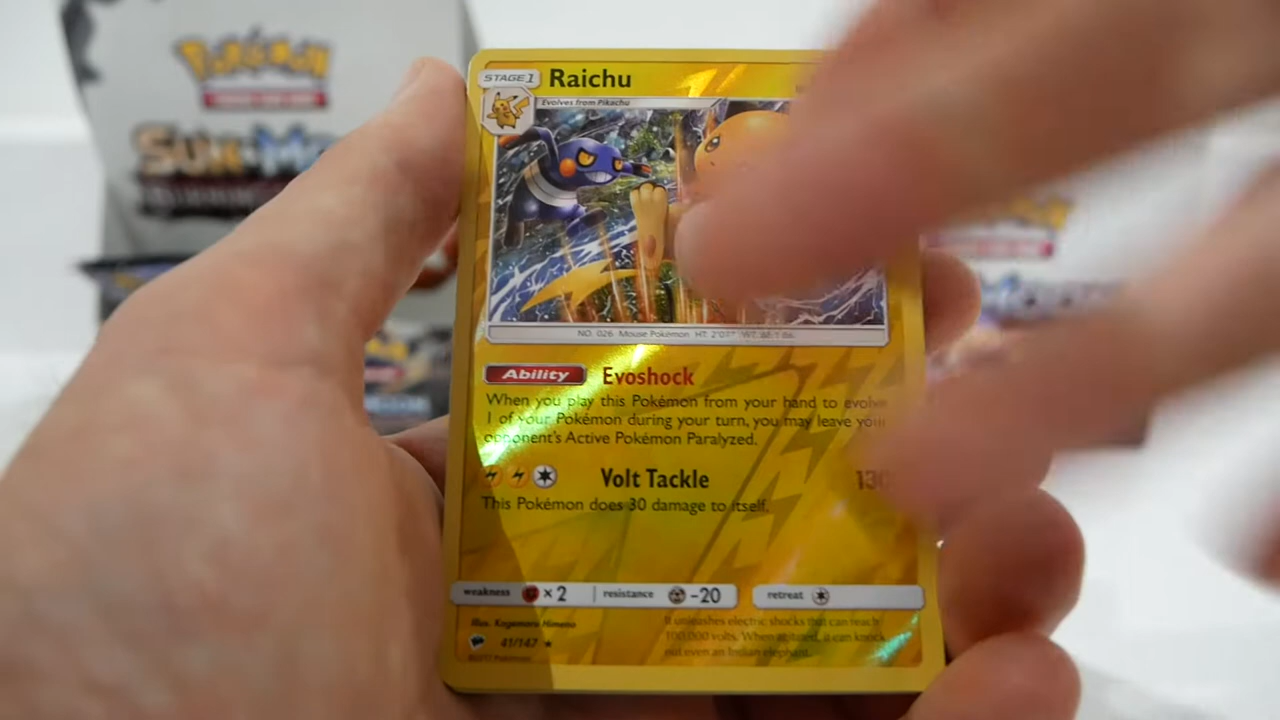 Pokémon
SUN & MOON
STAGE 1
Raichu
Evolves from Pikachu
NO. 026 Mouse Pokémon HT: 2'07" WT: 66.1 lbs.
Ability
Evoshock
When you play this Pokémon from your hand to evolve
1 of your Pokémon during your turn, you may leave your
opponent's Active Pokémon Paralyzed.
Volt Tackle
130
This Pokémon does 30 damage to itself.
weakness ×2 resistance -20 retreat
Illus. Kagemaru Himeno
41/147 ★
©2017 Pokémon
It unleashes electric shocks that can reach
100,000 volts. When agitated, it can knock
out even an Indian elephant.
Pokémon